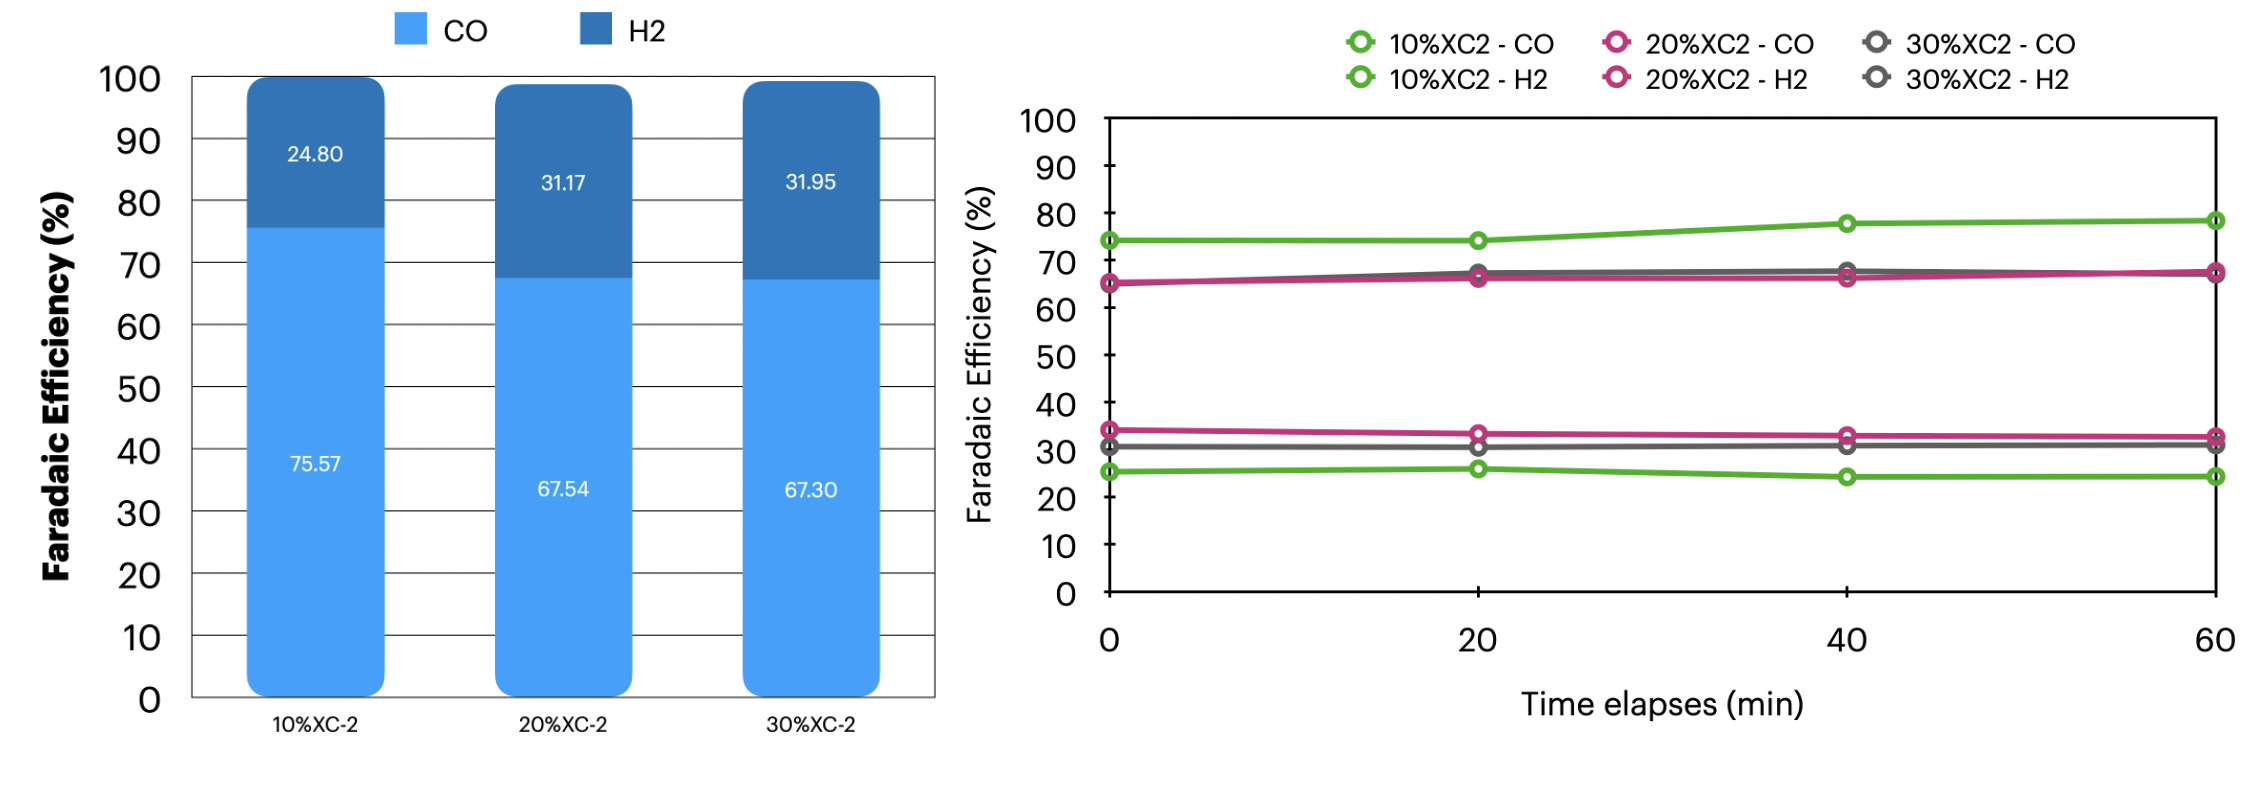 CO H2
Faradaic Efficiency (%)
100
90
80
70
60
50
40
30
20
10
0
24.80 31.17 31.95
75.57 67.54 67.30
10%XC-2 20%XC-2 30%XC-2
10%XC2 - CO 20%XC2 - CO 30%XC2 - CO
10%XC2 - H2 20%XC2 - H2 30%XC2 - H2
Faradaic Efficiency (%)
100
90
80
70
60
50
40
30
20
10
0
0 20 40 60
Time elapses (min)